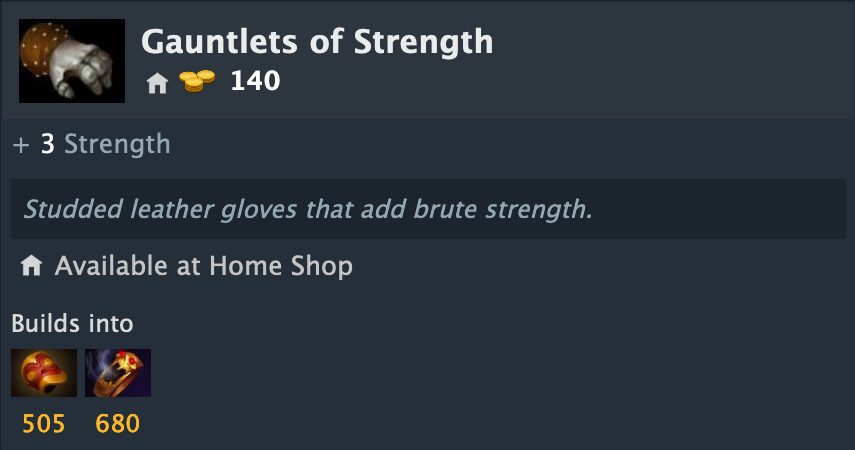 Gauntlets of Strength
140
+ 3 Strength
Studded leather gloves that add brute strength.
Available at Home Shop
Builds into
505 680